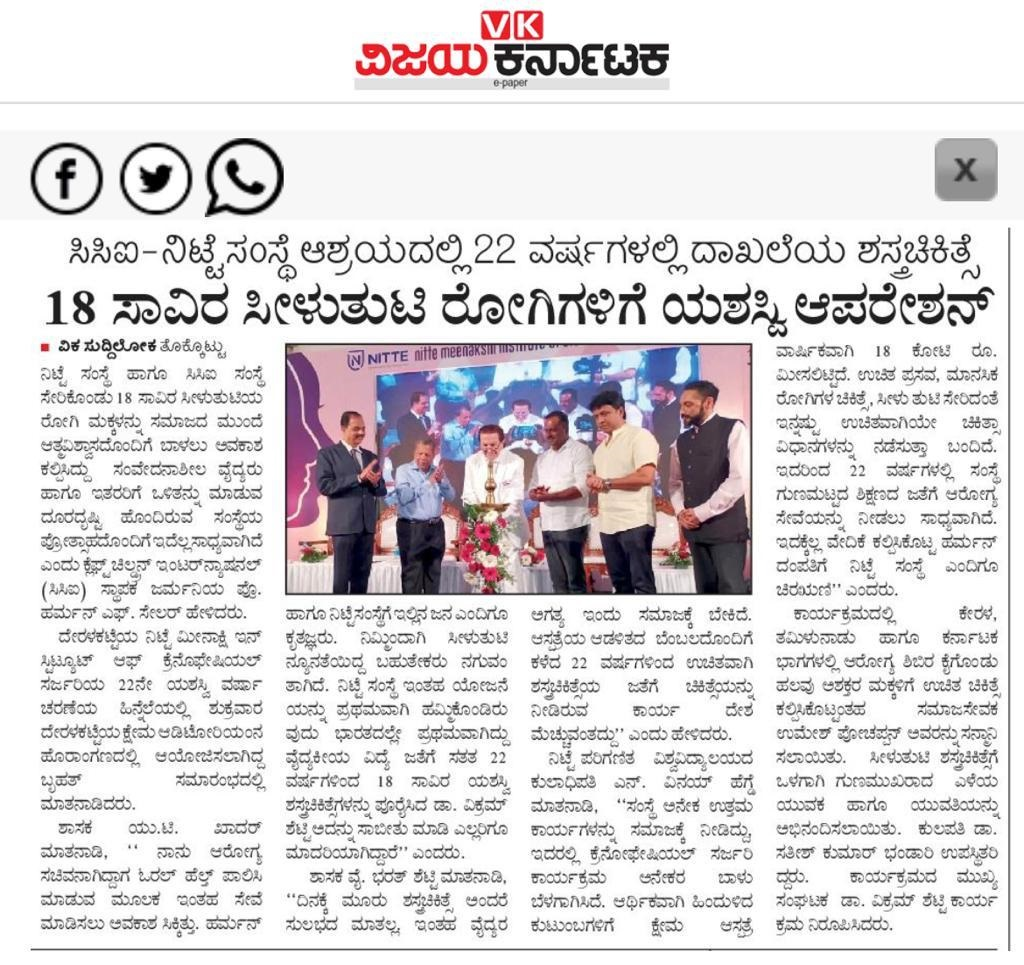 VK
ವಿಜಯ ಕರ್ನಾಟಕ
e-paper
X
ಸಿಸಿಐ-ನಿಟ್ಟೆ ಸಂಸ್ಥೆ ಆಶ್ರಯದಲ್ಲಿ 22 ವರ್ಷಗಳಲ್ಲಿ ದಾಖಲೆಯ ಶಸ್ತ್ರಚಿಕಿತ್ಸೆ
18 ಸಾವಿರ ಸೀಳುತುಟಿ ರೋಗಿಗಳಿಗೆ ಯಶಸ್ವಿ ಆಪರೇಶನ್
ವಿಕ ಸುದ್ದಿಲೋಕ ತೊಕ್ಕೊಟ್ಟು
ನಿಟ್ಟೆ ಸಂಸ್ಥೆ ಹಾಗೂ ಸಿಸಿಐ ಸಂಸ್ಥೆ
ಸೇರಿಕೊಂಡು 18 ಸಾವಿರ ಸೀಳುತುಟಿಯ
ರೋಗಿ ಮಕ್ಕಳನ್ನು ಸಮಾಜದ ಮುಂದೆ
ಆತ್ಮವಿಶ್ವಾಸದೊಂದಿಗೆ ಬಾಳಲು ಅವಕಾಶ
ಕಲ್ಪಿಸಿದ್ದು ಸಂವೇದನಾಶೀಲ ವೈದ್ಯರು
ಹಾಗೂ ಇತರರಿಗೆ ಒಳಿತನ್ನು ಮಾಡುವ
ದೂರದೃಷ್ಟಿ ಹೊಂದಿರುವ ಸಂಸ್ಥೆಯ
ಪ್ರೋತ್ಸಾಹದೊಂದಿಗೆ ಇದೆಲ್ಲ ಸಾಧ್ಯವಾಗಿದೆ
ಎಂದು ಕ್ಲೆಫ್ಟ್ ಚಿಲ್ಡ್ರನ್ ಇಂಟರ್‌ನ್ಯಾಷನಲ್
(ಸಿಸಿಐ) ಸ್ಥಾಪಕ ಜರ್ಮನಿಯ ಪ್ರೊ.
ಹರ್ಮನ್ ಎಫ್. ಸೇಲರ್ ಹೇಳಿದರು.
ದೇರಳಕಟ್ಟೆಯ ನಿಟ್ಟೆ ಮೀನಾಕ್ಷಿ ಇನ್
ಸ್ಟಿಟ್ಯೂಟ್ ಆಫ್ ಕ್ರೆನೊಫೇಷಿಯಲ್
ಸರ್ಜರಿಯ 22ನೇ ಯಶಸ್ವಿ ವರ್ಷಾ
ಚರಣೆಯ ಹಿನ್ನೆಲೆಯಲ್ಲಿ ಶುಕ್ರವಾರ
ದೇರಳಕಟ್ಟೆಯ ಕ್ಷೇಮ ಆಡಿಟೋರಿಯಂನ
ಹೊರಾಂಗಣದಲ್ಲಿ ಆಯೋಜಿಸಲಾಗಿದ್ದ
ಬೃಹತ್ ಸಮಾರಂಭದಲ್ಲಿ
ಮಾತನಾಡಿದರು.
ಶಾಸಕ ಯು.ಟಿ. ಖಾದರ್
ಮಾತನಾಡಿ, '' ನಾನು ಆರೋಗ್ಯ
ಸಚಿವನಾಗಿದ್ದಾಗ ಓರಲ್ ಹೆಲ್ತ್ ಪಾಲಿಸಿ
ಮಾಡುವ ಮೂಲಕ ಇಂತಹ ಸೇವೆ
ಮಾಡಿಸಲು ಅವಕಾಶ ಸಿಕ್ಕಿತ್ತು. ಹರ್ಮನ್
NITTE nitte meenakshi institute of
ಹಾಗೂ ನಿಟ್ಟೆ ಸಂಸ್ಥೆಗೆ ಇಲ್ಲಿನ ಜನ ಎಂದಿಗೂ
ಕೃತಜ್ಞರು. ನಿಮ್ಮಿಂದಾಗಿ ಸೀಳುತುಟಿ
ನ್ಯೂನತೆಯಿದ್ದ ಬಹುತೇಕರು ನಗುವಂ
ತಾಗಿದೆ. ನಿಟ್ಟೆ ಸಂಸ್ಥೆ ಇಂತಹ ಯೋಜನೆ
ಯನ್ನು ಪ್ರಥಮವಾಗಿ ಹಮ್ಮಿಕೊಂಡಿರು
ವುದು ಭಾರತದಲ್ಲೇ ಪ್ರಥಮವಾಗಿದ್ದು
ವೈದ್ಯಕೀಯ ವಿದ್ಯೆ ಜತೆಗೆ ಸತತ 22
ವರ್ಷಗಳಿಂದ 18 ಸಾವಿರ ಯಶಸ್ವಿ
ಶಸ್ತ್ರಚಿಕಿತ್ಸೆಗಳನ್ನು ಪೂರೈಸಿದ ಡಾ. ವಿಕ್ರಮ್
ಶೆಟ್ಟಿ ಅದನ್ನು ಸಾಬೀತು ಮಾಡಿ ಎಲ್ಲರಿಗೂ
ಮಾದರಿಯಾಗಿದ್ದಾರೆ'' ಎಂದರು.
ಶಾಸಕ ವೈ. ಭರತ್ ಶೆಟ್ಟಿ ಮಾತನಾಡಿ,
''ದಿನಕ್ಕೆ ಮೂರು ಶಸ್ತ್ರಚಿಕಿತ್ಸೆ ಅಂದರೆ
ಸುಲಭದ ಮಾತಲ್ಲ. ಇಂತಹ ವೈದ್ಯರ
ಅಗತ್ಯ ಇಂದು ಸಮಾಜಕ್ಕೆ ಬೇಕಿದೆ.
ಆಸ್ಪತ್ರೆಯ ಆಡಳಿತದ ಬೆಂಬಲದೊಂದಿಗೆ
ಕಳೆದ 22 ವರ್ಷಗಳಿಂದ ಉಚಿತವಾಗಿ
ಶಸ್ತ್ರಚಿಕಿತ್ಸೆಯ ಜತೆಗೆ ಚಿಕಿತ್ಸೆಯನ್ನು
ನೀಡಿರುವ ಕಾರ್ಯ ದೇಶ
ಮೆಚ್ಚುವಂತದ್ದು'' ಎಂದು ಹೇಳಿದರು.
ನಿಟ್ಟೆ ಪರಿಗಣಿತ ವಿಶ್ವವಿದ್ಯಾಲಯದ
ಕುಲಾಧಿಪತಿ ಎನ್. ವಿನಯ್ ಹೆಗ್ಡೆ
ಮಾತನಾಡಿ, ''ಸಂಸ್ಥೆ ಅನೇಕ ಉತ್ತಮ
ಕಾರ್ಯಗಳನ್ನು ಸಮಾಜಕ್ಕೆ ನೀಡಿದ್ದು,
ಇದರಲ್ಲಿ ಕ್ರೆನೋಫೇಷಿಯಲ್ ಸರ್ಜರಿ
ಕಾರ್ಯಕ್ರಮ ಅನೇಕರ ಬಾಳು
ಬೆಳಗಾಗಿಸಿದೆ. ಆರ್ಥಿಕವಾಗಿ ಹಿಂದುಳಿದ
ಕುಟುಂಬಗಳಿಗೆ ಕ್ಷೇಮ ಆಸ್ಪತ್ರೆ
ವಾರ್ಷಿಕವಾಗಿ 18 ಕೋಟಿ ರೂ.
ಮೀಸಲಿಟ್ಟಿದೆ. ಉಚಿತ ಪ್ರಸವ, ಮಾನಸಿಕ
ರೋಗಿಗಳ ಚಿಕಿತ್ಸೆ, ಸೀಳು ತುಟಿ ಸೇರಿದಂತೆ
ಇನ್ನಷ್ಟು ಉಚಿತವಾಗಿಯೇ ಚಿಕಿತ್ಸಾ
ವಿಧಾನಗಳನ್ನು ನಡೆಸುತ್ತಾ ಬಂದಿದೆ.
ಇದರಿಂದ 22 ವರ್ಷಗಳಲ್ಲಿ ಸಂಸ್ಥೆ
ಗುಣಮಟ್ಟದ ಶಿಕ್ಷಣದ ಜತೆಗೆ ಆರೋಗ್ಯ
ಸೇವೆಯನ್ನು ನೀಡಲು ಸಾಧ್ಯವಾಗಿದೆ.
ಇದಕ್ಕೆಲ್ಲ ವೇದಿಕೆ ಕಲ್ಪಿಸಿಕೊಟ್ಟ ಹರ್ಮನ್
ದಂಪತಿಗೆ ನಿಟ್ಟೆ ಸಂಸ್ಥೆ ಎಂದಿಗೂ
ಚಿರಋಣಿ'' ಎಂದರು.
ಕಾರ್ಯಕ್ರಮದಲ್ಲಿ ಕೇರಳ,
ತಮಿಳುನಾಡು ಹಾಗೂ ಕರ್ನಾಟಕ
ಭಾಗಗಳಲ್ಲಿ ಆರೋಗ್ಯ ಶಿಬಿರ ಕೈಗೊಂಡು
ಹಲವು ಆಶಕ್ತರ ಮಕ್ಕಳಿಗೆ ಉಚಿತ ಚಿಕಿತ್ಸೆ
ಕಲ್ಪಿಸಿಕೊಟ್ಟಂತಹ ಸಮಾಜಸೇವಕ
ಉಮೇಶ್ ಪೋಚಪ್ಪನ್ ಅವರನ್ನು ಸನ್ಮಾನಿ
ಸಲಾಯಿತು. ಸೀಳುತುಟಿ ಶಸ್ತ್ರಚಿಕಿತ್ಸೆಗೆ
ಒಳಗಾಗಿ ಗುಣಮುಖರಾದ ಎಳೆಯ
ಯುವಕ ಹಾಗೂ ಯುವತಿಯನ್ನು
ಅಭಿನಂದಿಸಲಾಯಿತು. ಕುಲಪತಿ ಡಾ.
ಸತೀಶ್ ಕುಮಾರ್ ಭಂಡಾರಿ ಉಪಸ್ಥಿತರಿ
ದ್ದರು. ಕಾರ್ಯಕ್ರಮದ ಮುಖ್ಯ
ಸಂಘಟಕ ಡಾ. ವಿಕ್ರಮ್ ಶೆಟ್ಟಿ ಕಾರ್ಯ
ಕ್ರಮ ನಿರೂಪಿಸಿದರು.